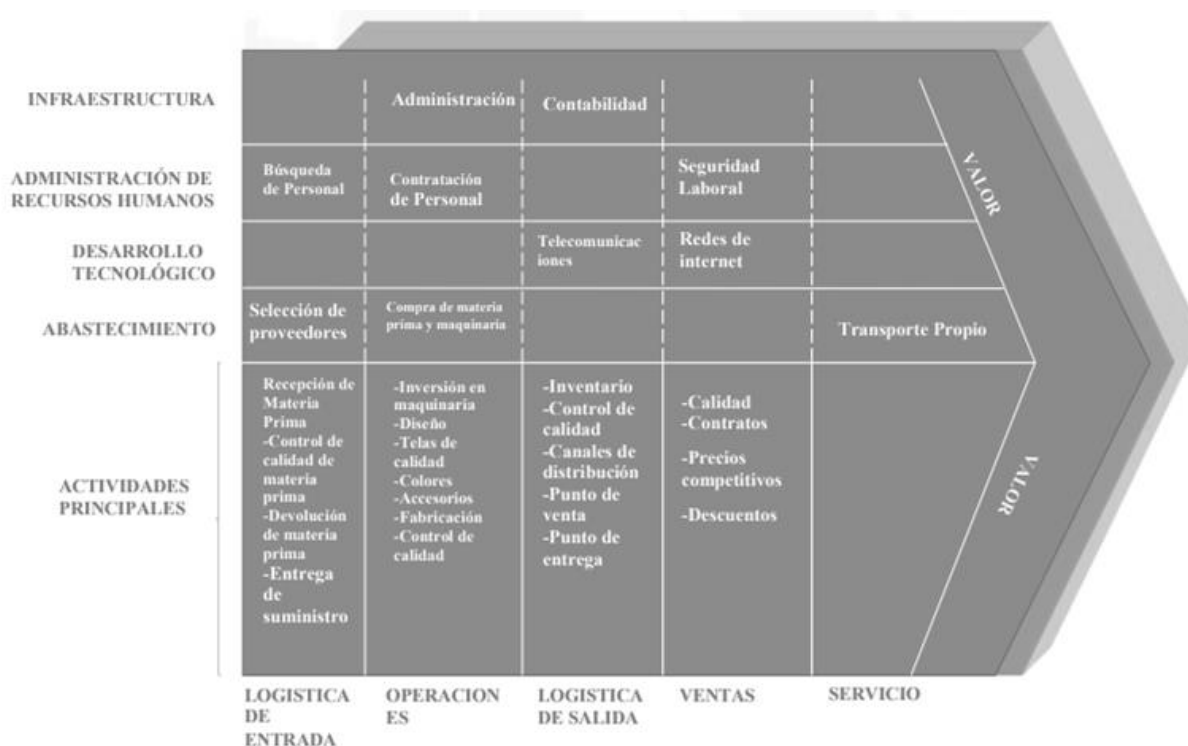 INFRAESTRUCTURA
Administración
Contabilidad
ADMINISTRACIÓN DE
RECURSOS HUMANOS
Búsqueda
de Personal
Contratación
de Personal
Seguridad
Laboral
DESARROLLO
TECNOLÓGICO
Telecomunicac
iones
Redes de
internet
ABASTECIMIENTO
Selección de
proveedores
Compra de materia
prima y maquinaria
Transporte Propio
VALOR
ACTIVIDADES
PRINCIPALES
Recepción de
Materia
Prima
-Control de
calidad de
materia
prima
-Devolución
de materia
prima
-Entrega
de
suministro
-Inversión en
maquinaria
-Diseño
-Telas de
calidad
-Colores
-Accesorios
-Fabricación
-Control de
calidad
-Inventario
-Control de
calidad
-Canales de
distribución
-Punto de
venta
-Punto de
entrega
-Calidad
-Contratos
-Precios
competitivos
-Descuentos
VALOR
LOGISTICA
DE
ENTRADA
OPERACION
ES
LOGISTICA
DE SALIDA
VENTAS
SERVICIO